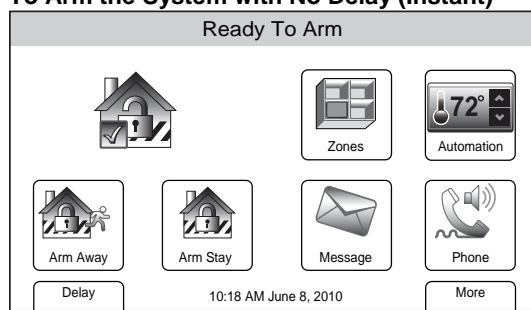 To Arm the System with No Delay (Instant)
Ready To Arm
72°
Zones
Automation
Arm Away
Arm Stay
Message
Phone
Delay
10:18 AM June 8, 2010
More